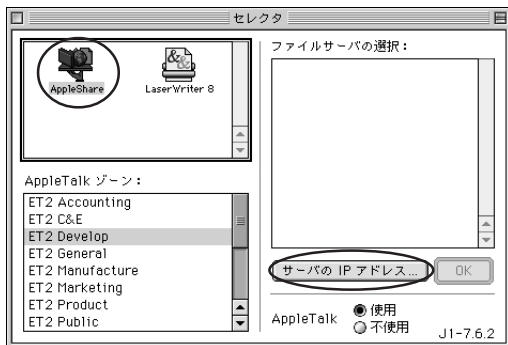 セレクタ
AppleShare
LaserWriter 8
AppleTalk ゾーン：
ET2 Accounting
ET2 C&E
ET2 Develop
ET2 General
ET2 Manufacture
ET2 Marketing
ET2 Product
ET2 Public
ファイルサーバの選択：
サーバの IP アドレス...
OK
AppleTalk
使用
不使用
J1-7.6.2